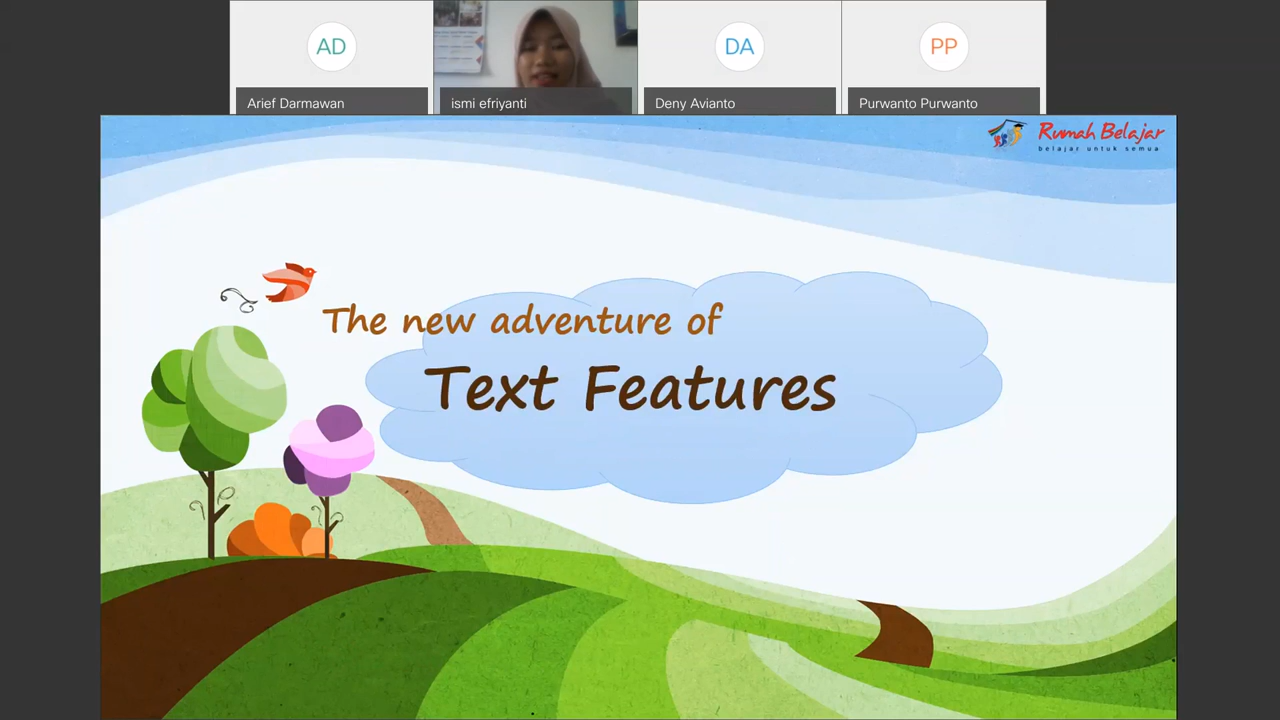 AD
DA
PP
Arief Darmawan
ismi efriyanti
Deny Avianto
Purwanto Purwanto
Rumah Belajar
belajar untuk semua
The new adventure of
Text Features